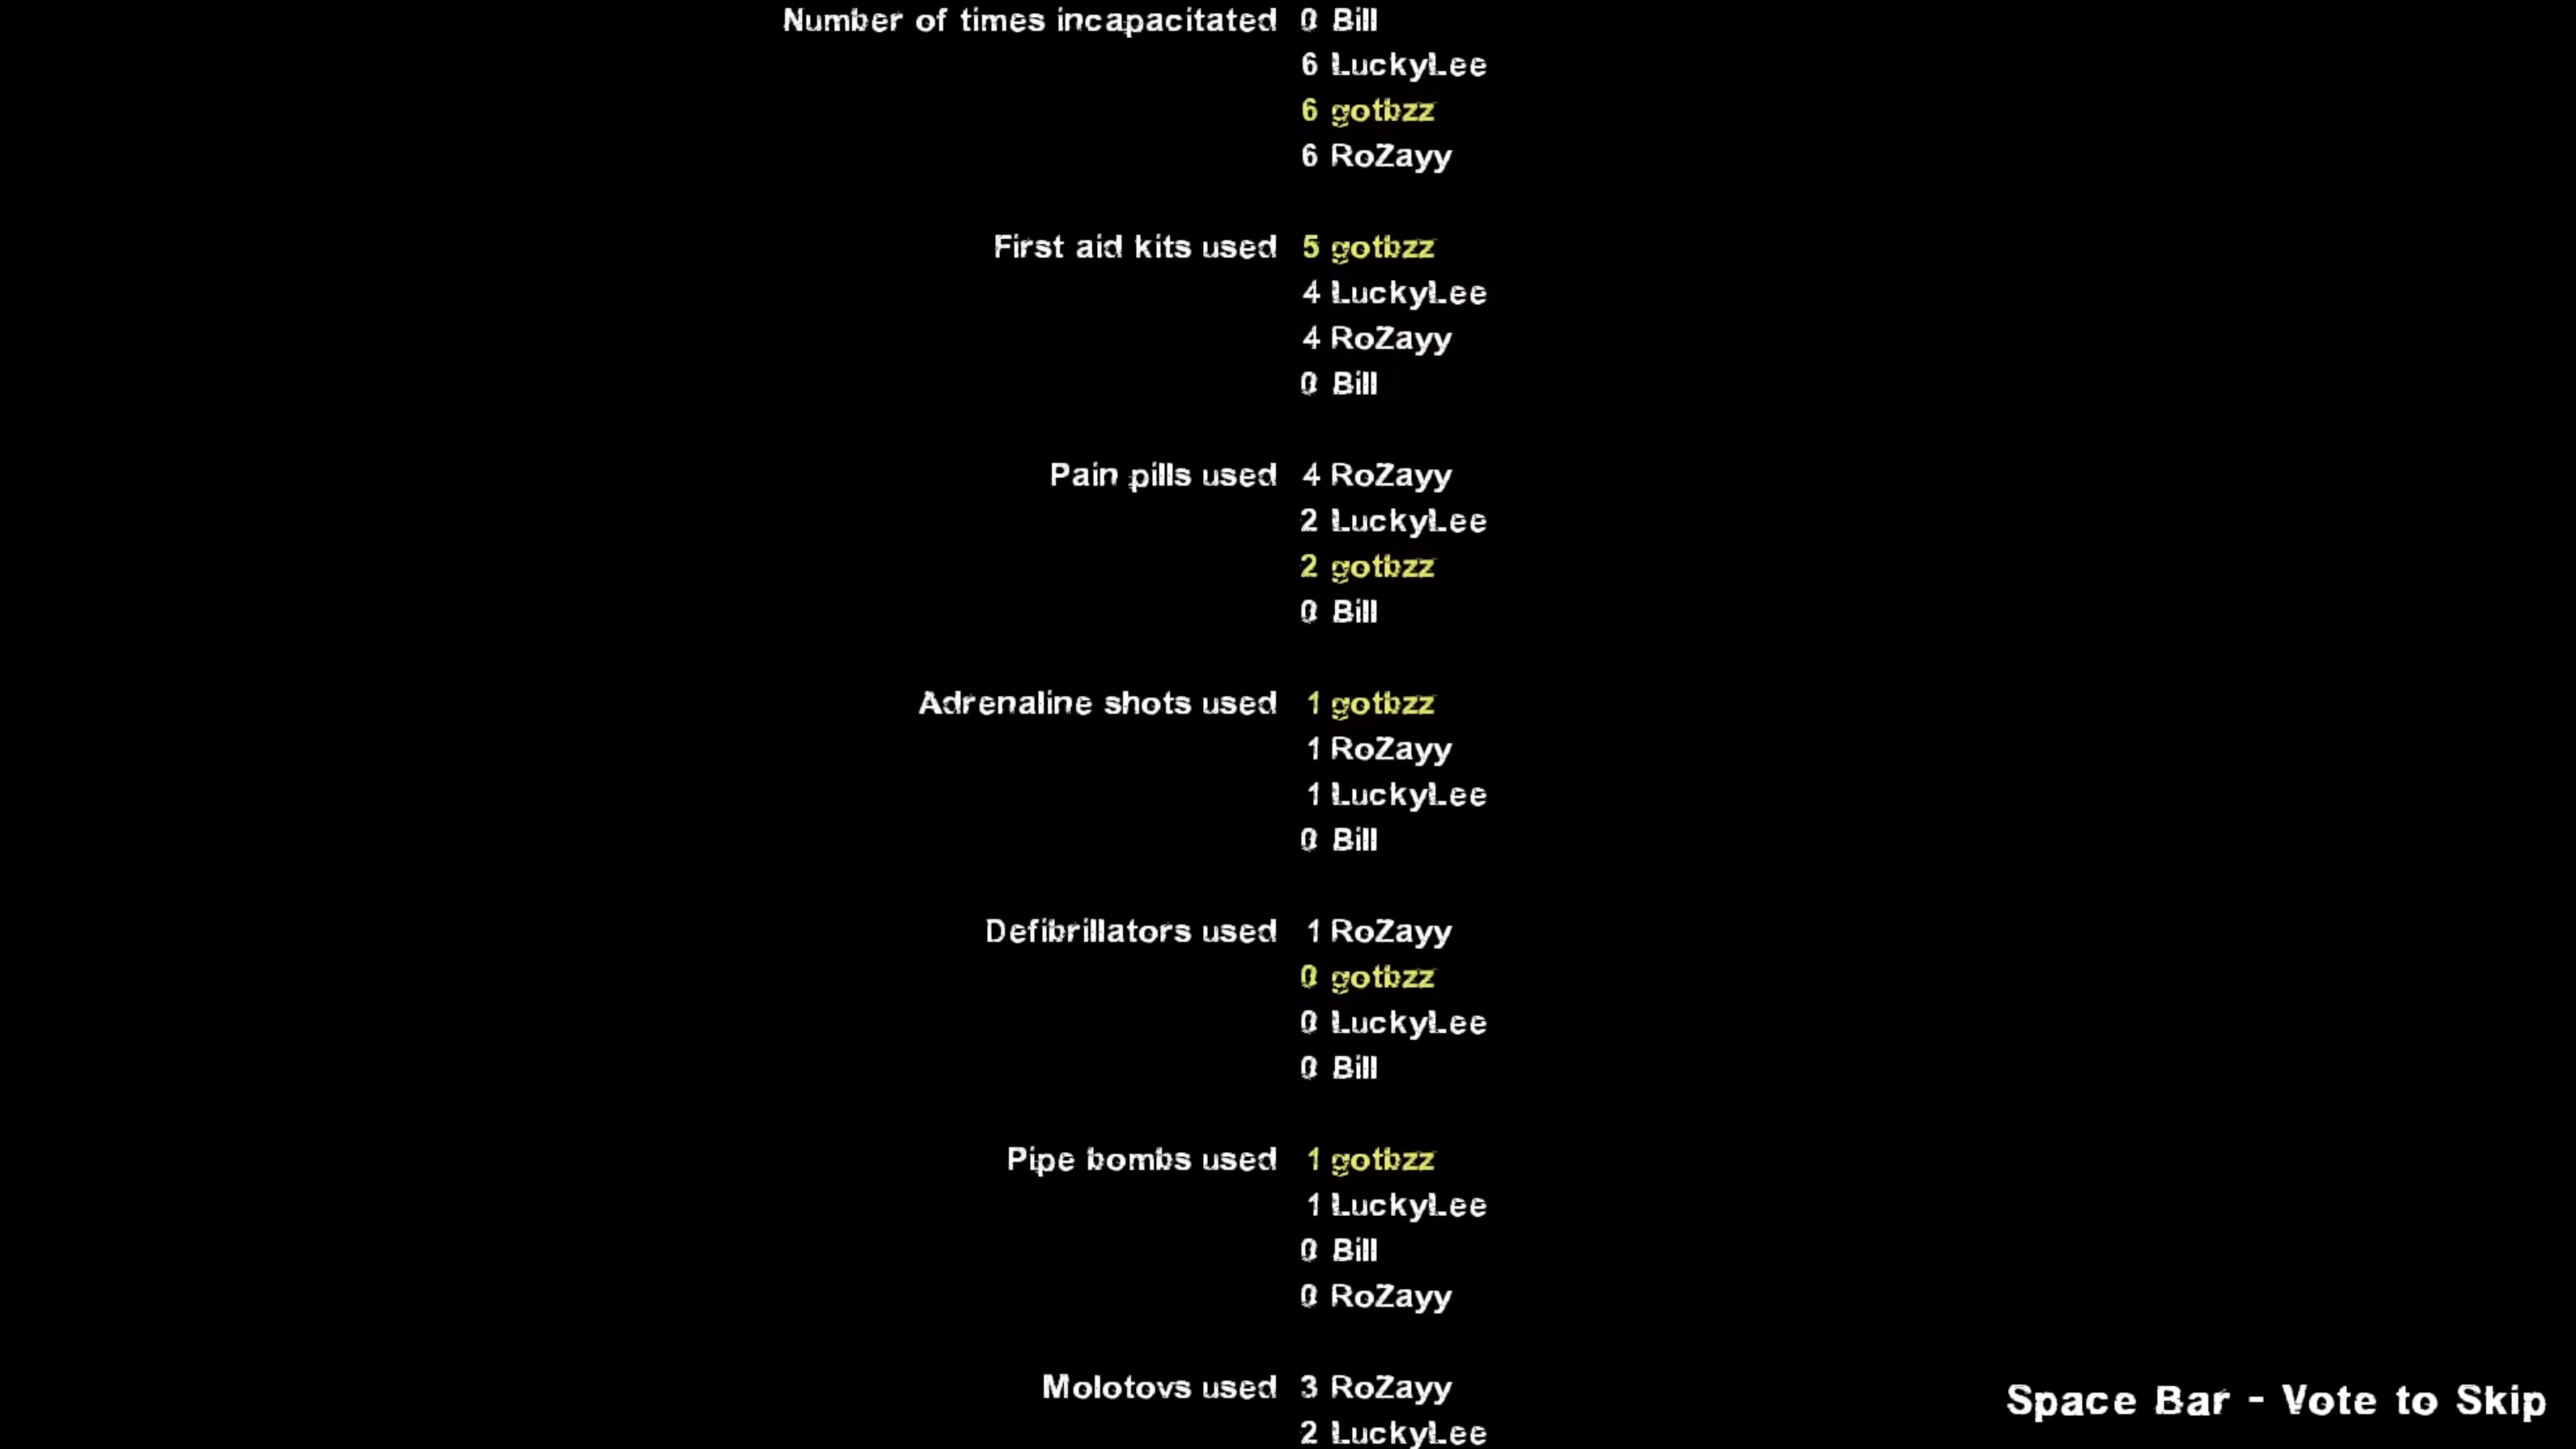 Number of times incapacitated 0 Bill
6 LuckyLee
6 gotbzz
6 RoZayy
First aid kits used 5 gotbzz
4 LuckyLee
4 RoZayy
0 Bill
Pain pills used 4 RoZayy
2 LuckyLee
2 gotbzz
0 Bill
Adrenaline shots used 1 gotbzz
1 RoZayy
1 LuckyLee
0 Bill
Defibrillators used 1 RoZayy
0 gotbzz
0 LuckyLee
0 Bill
Pipe bombs used 1 gotbzz
1 LuckyLee
0 Bill
0 RoZayy
Molotovs used 3 RoZayy
2 LuckyLee
Space Bar - Vote to Skip